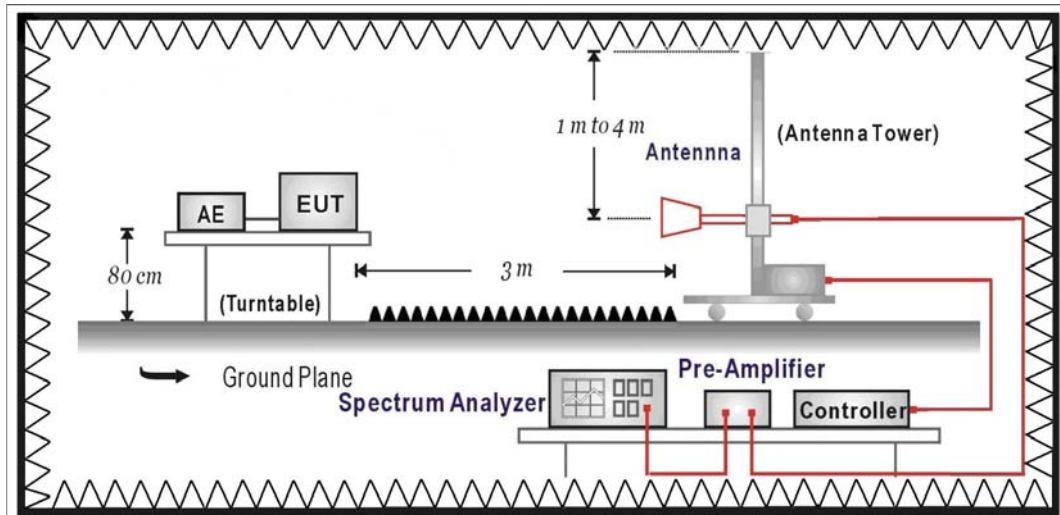 1 m to 4 m
(Antenna Tower)
Antennna
AE
EUT
80 cm
3 m
(Turntable)
Ground Plane
Pre-Amplifier
Spectrum Analyzer
Controller